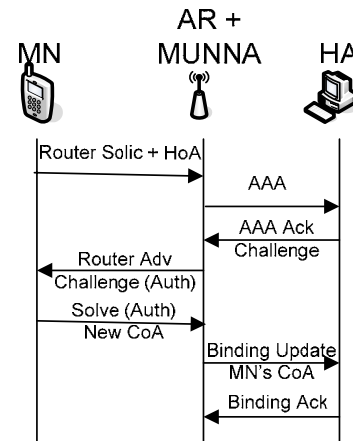 AR +
MN MUNNA HA
Router Solic + HoA
AAA
AAA Ack
Challenge
Router Adv
Challenge (Auth)
Solve (Auth)
New CoA
Binding Update
MN's CoA
Binding Ack